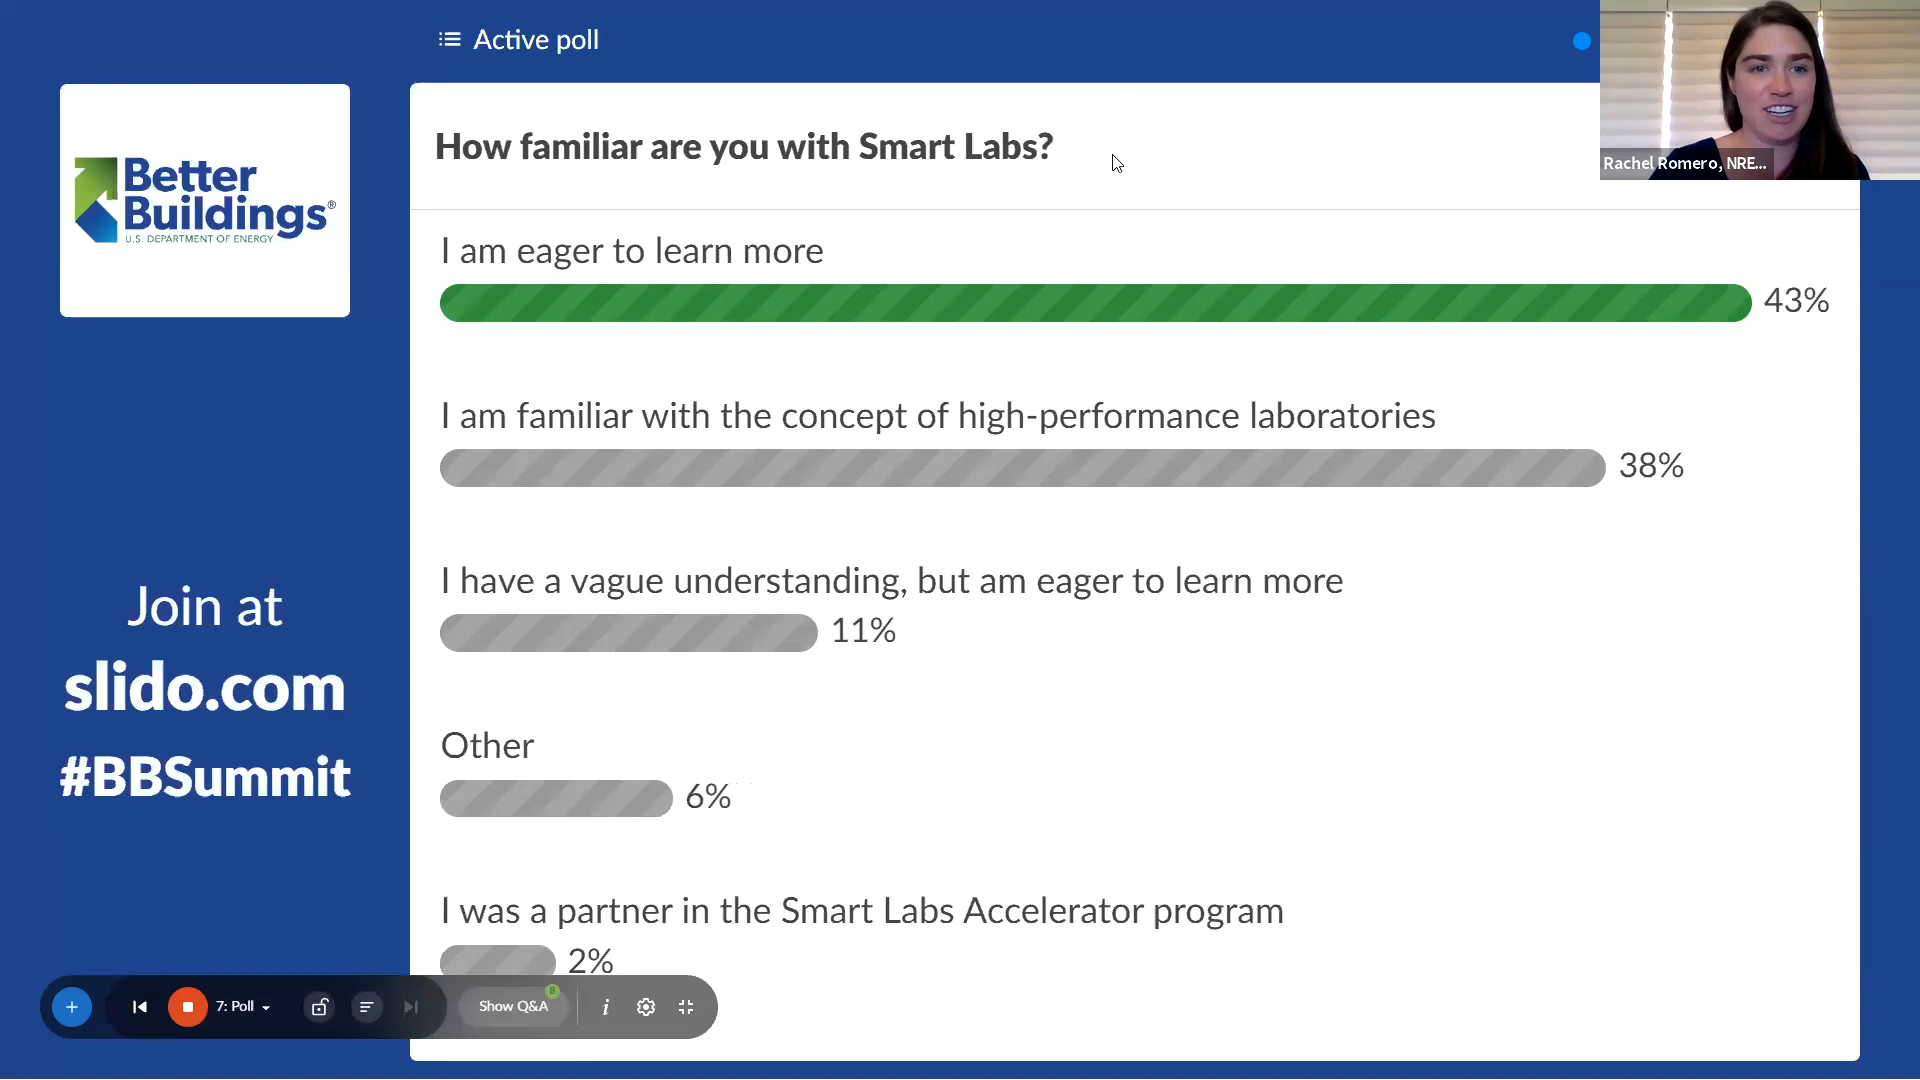 Active poll
Rachel Romero, NRE...
Better
Buildings®
U.S. DEPARTMENT OF ENERGY
How familiar are you with Smart Labs?
I am eager to learn more
43%
I am familiar with the concept of high-performance laboratories
38%
I have a vague understanding, but am eager to learn more
11%
Other
6%
I was a partner in the Smart Labs Accelerator program
2%
Join at
slido.com
#BBSummit
7: Poll
Show Q&A
8
i